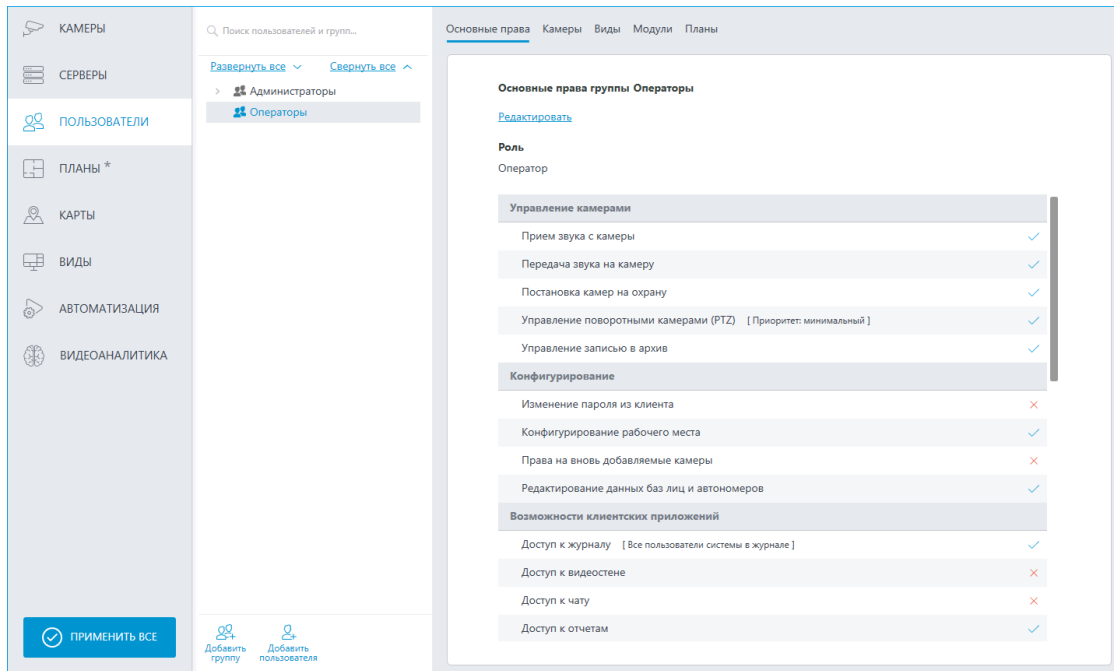 КАМЕРЫ
СЕРВЕРЫ
ПОЛЬЗОВАТЕЛИ
ПЛАНЫ *
КАРТЫ
ВИДЫ
АВТОМАТИЗАЦИЯ
ВИДЕОАНАЛИТИКА
ПРИМЕНИТЬ ВСЕ
Поиск пользователей и групп...
Развернуть все Свернуть все
Администраторы
Операторы
Добавить группу
Добавить пользователя
Основные права Камеры Виды Модули Планы
Основные права группы Операторы
Редактировать
Роль
Оператор
Управление камерами
Прием звука с камеры
Передача звука на камеру
Постановка камер на охрану
Управление поворотными камерами (PTZ) [ Приоритет: минимальный ]
Управление записью в архив
Конфигурирование
Изменение пароля из клиента
Конфигурирование рабочего места
Права на вновь добавляемые камеры
Редактирование данных баз лиц и автономеров
Возможности клиентских приложений
Доступ к журналу [ Все пользователи системы в журнале ]
Доступ к видеостене
Доступ к чату
Доступ к отчетам